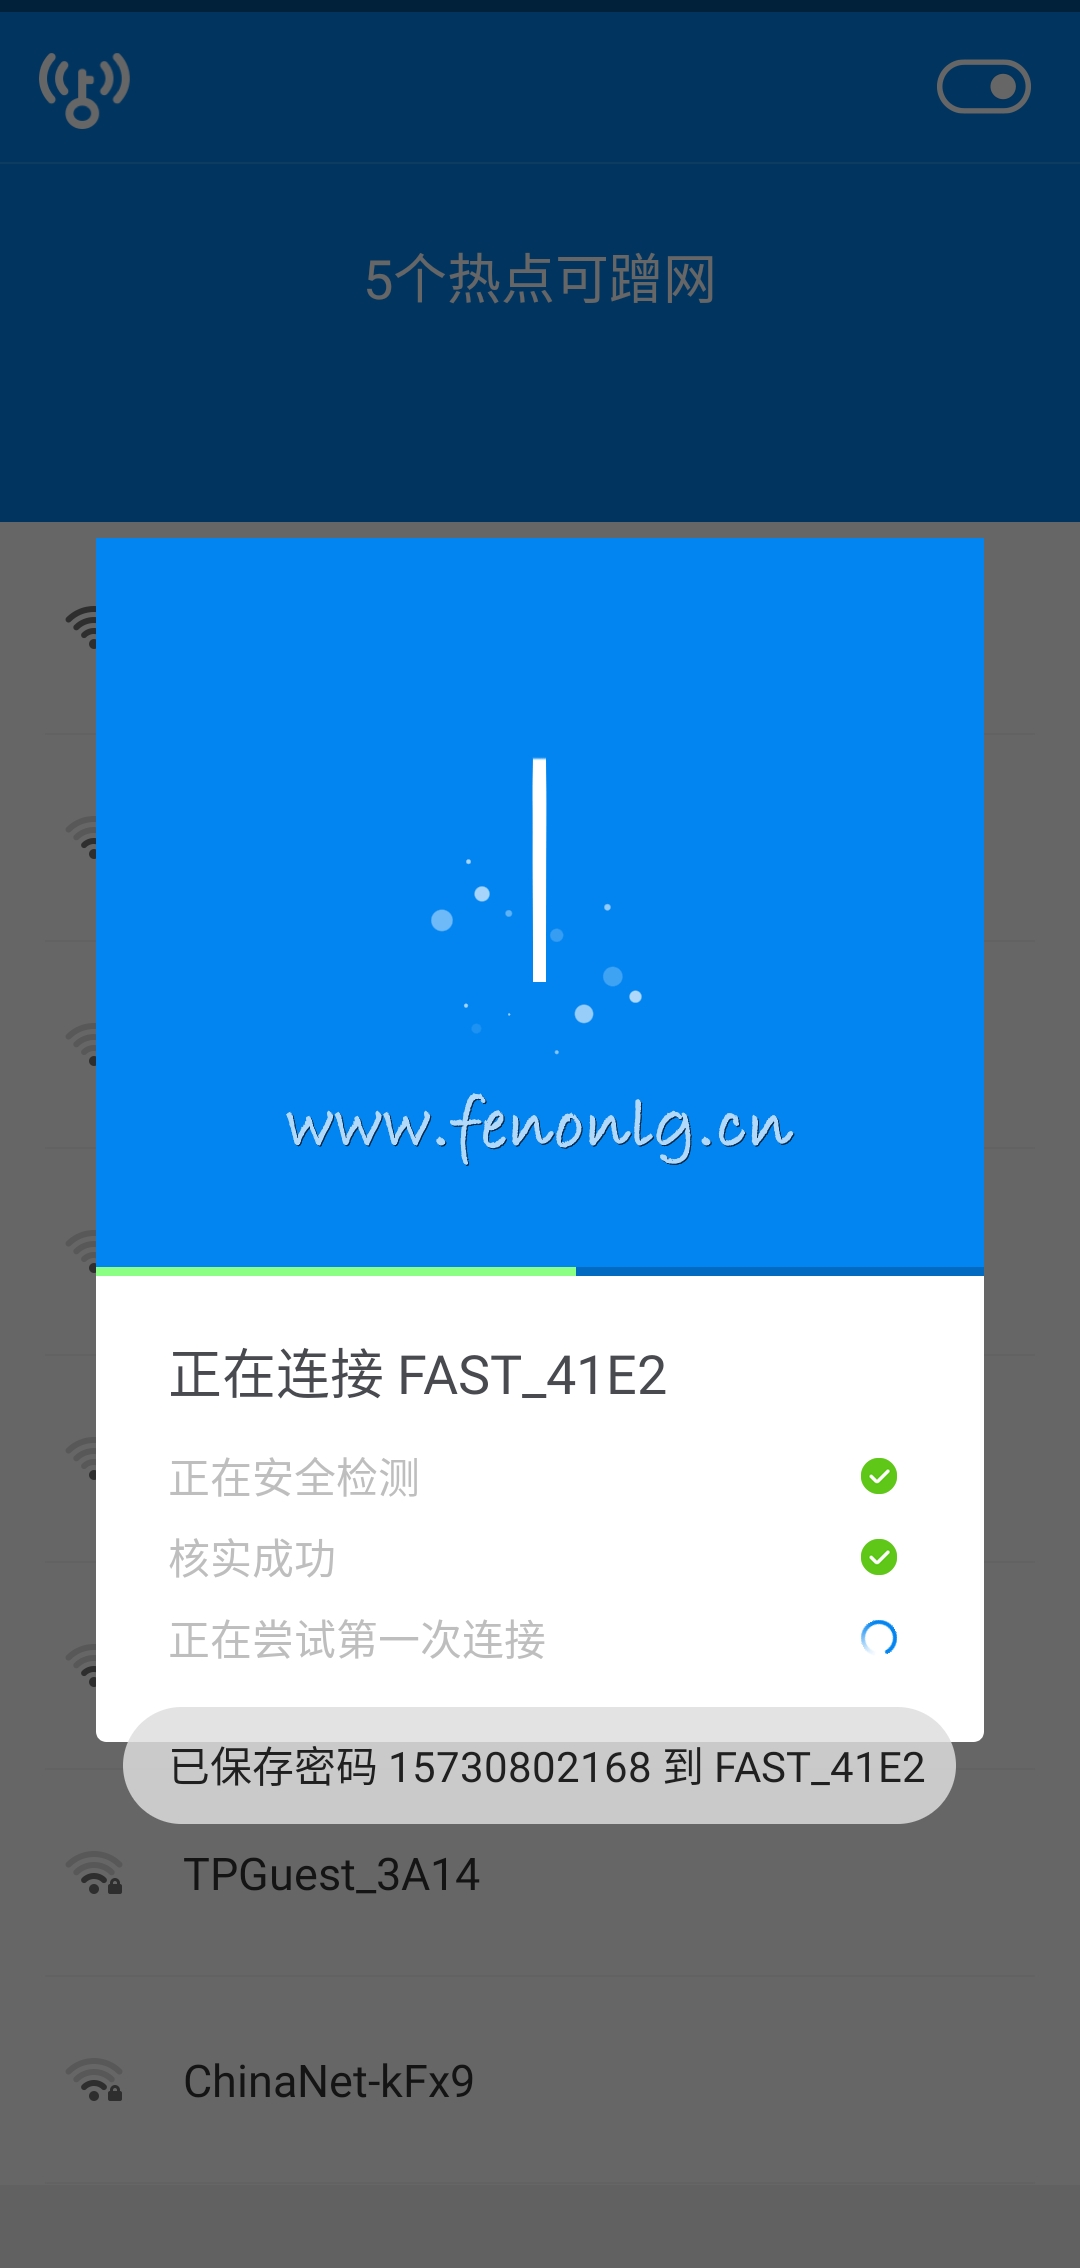 5个热点可蹭网
www.fenonlg.cn
正在连接 FAST_41E2
正在安全检测
核实成功
正在尝试第一次连接
已保存密码 15730802168 到 FAST_41E2
TPGuest_3A14
ChinaNet-kFx9